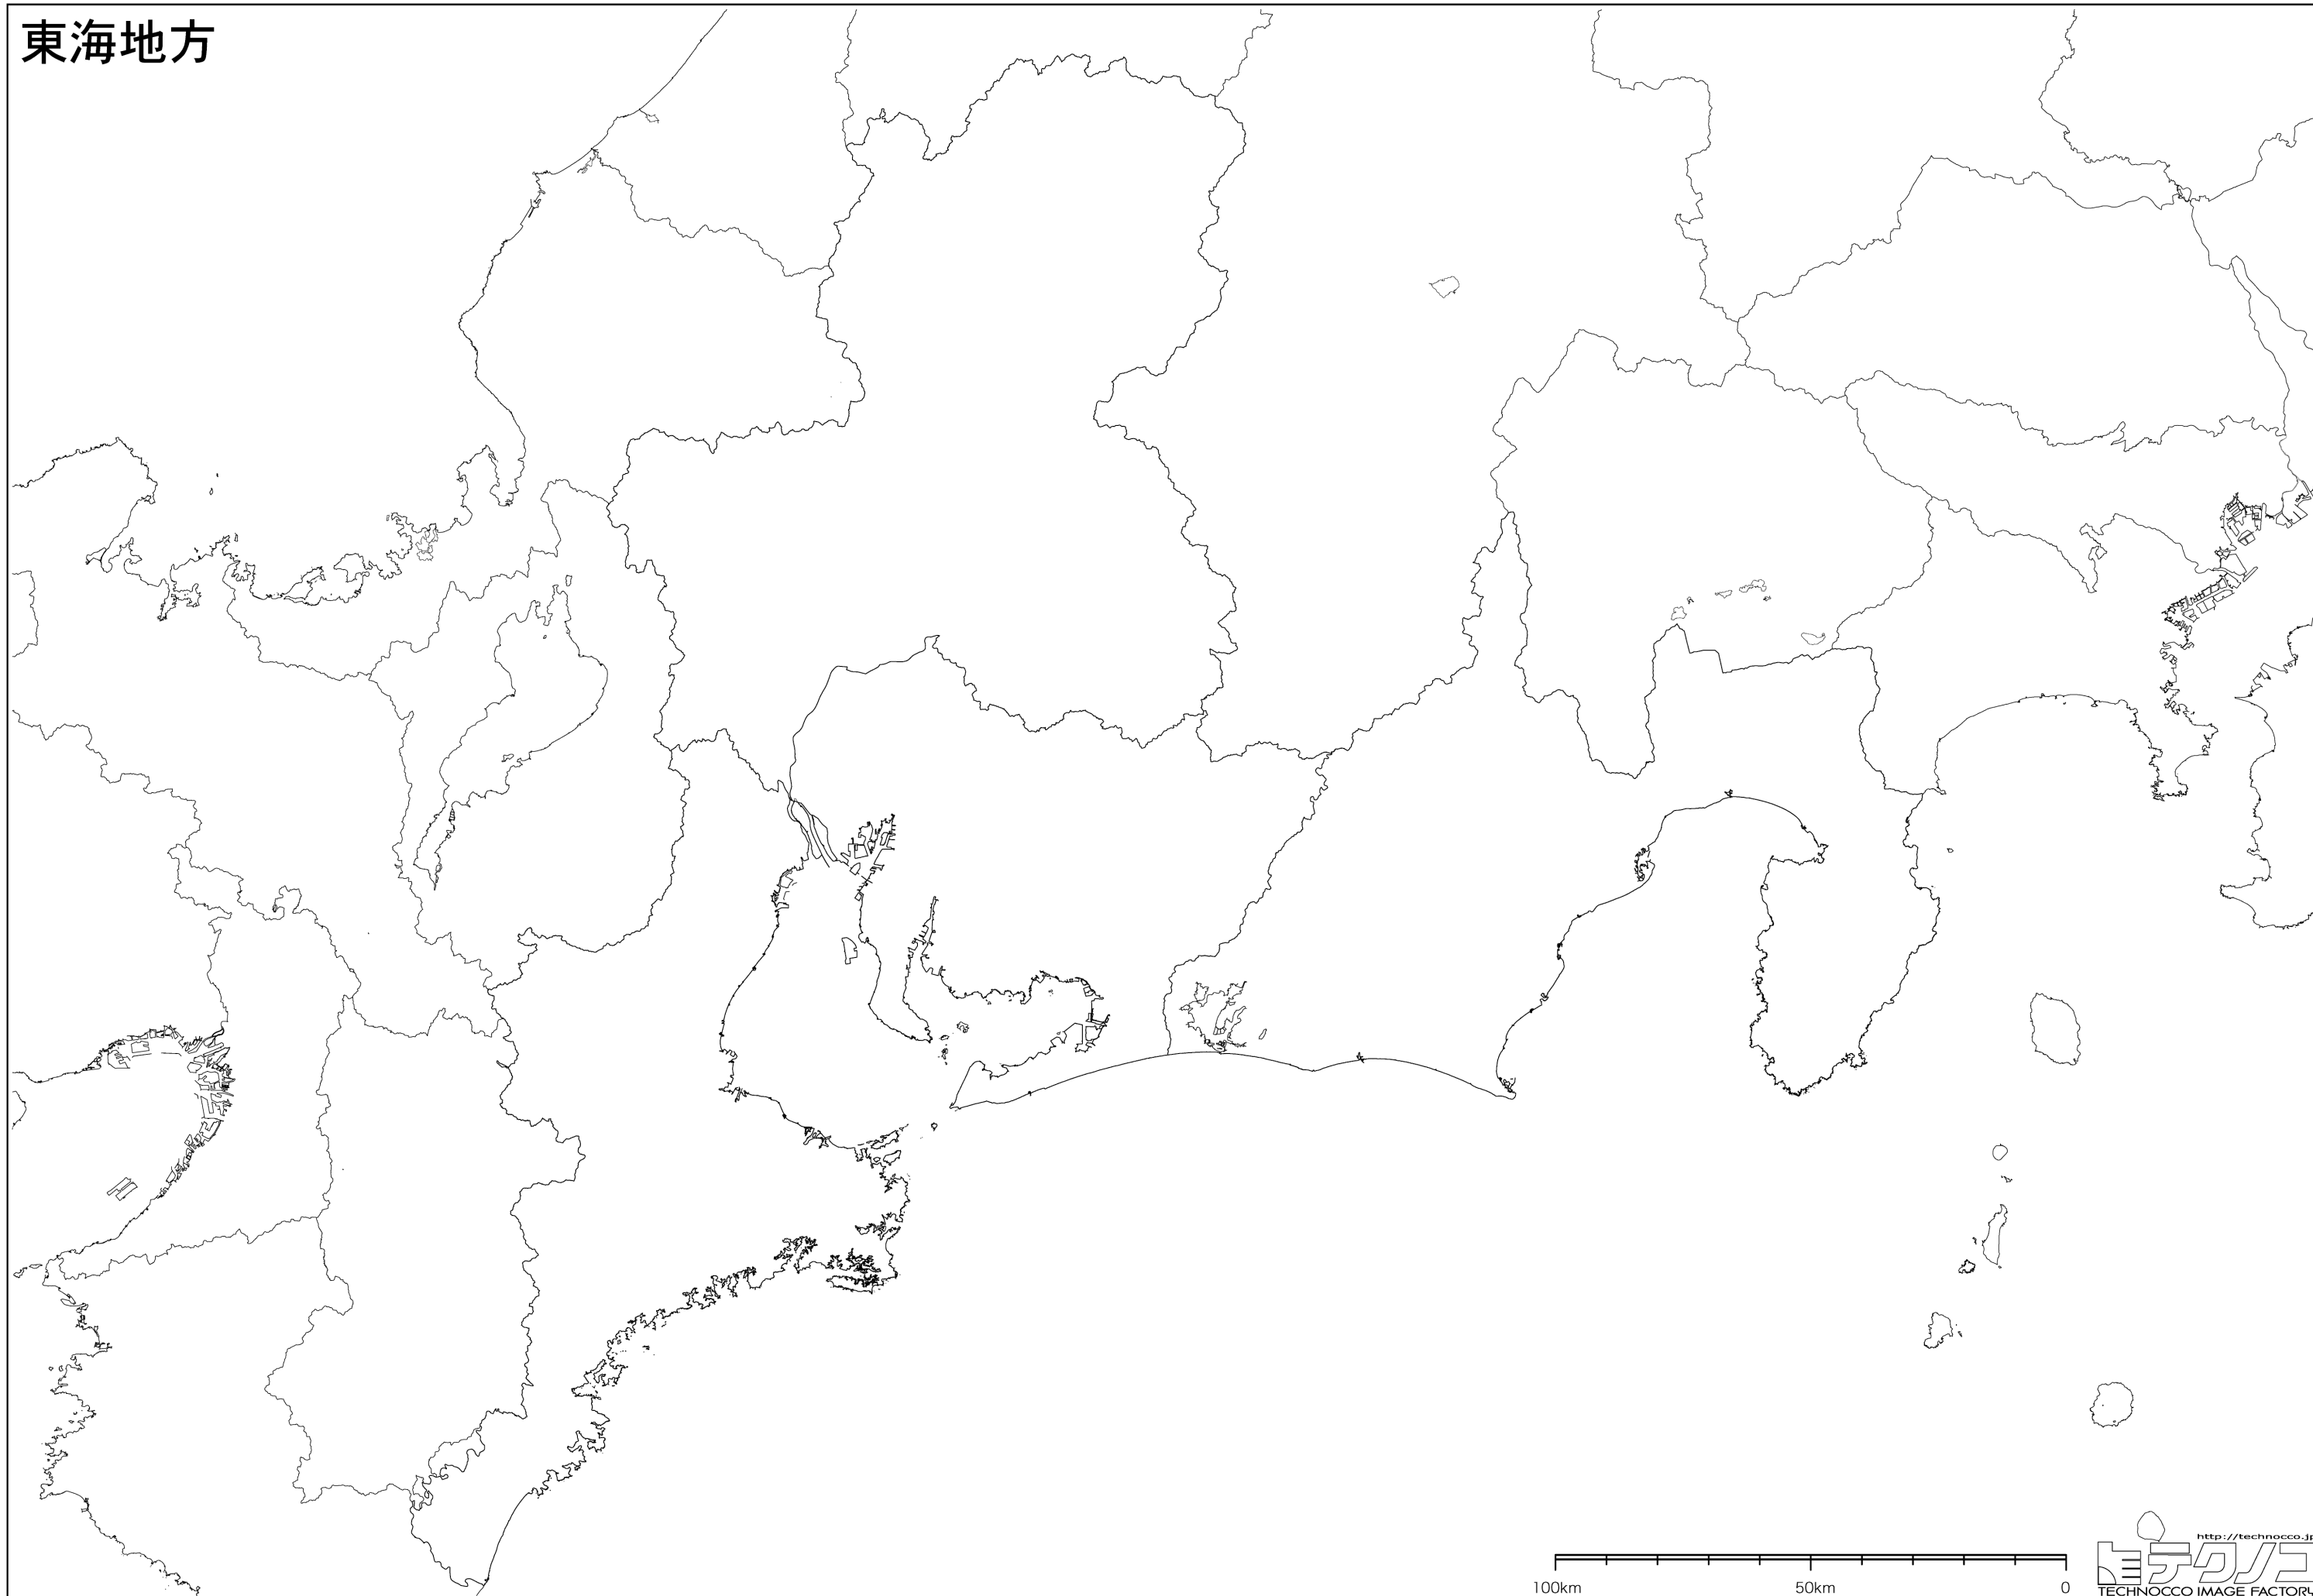 東海地方
http://technocco.jp
テクノコ
TECHNOCCO IMAGE FACTORY
100km 50km 0